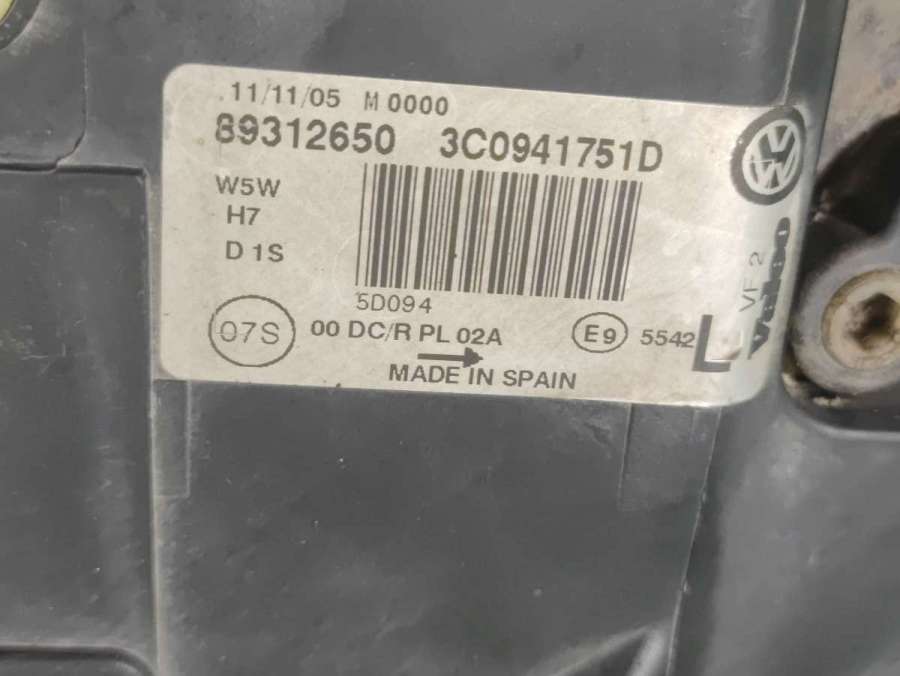 11/11/05 M 0000
89312650 3C0941751D
W5W
H7
D 1S
5D094
07S 00 DC/R PL 02A E9 5542 L
MADE IN SPAIN
VF 2
Valeo